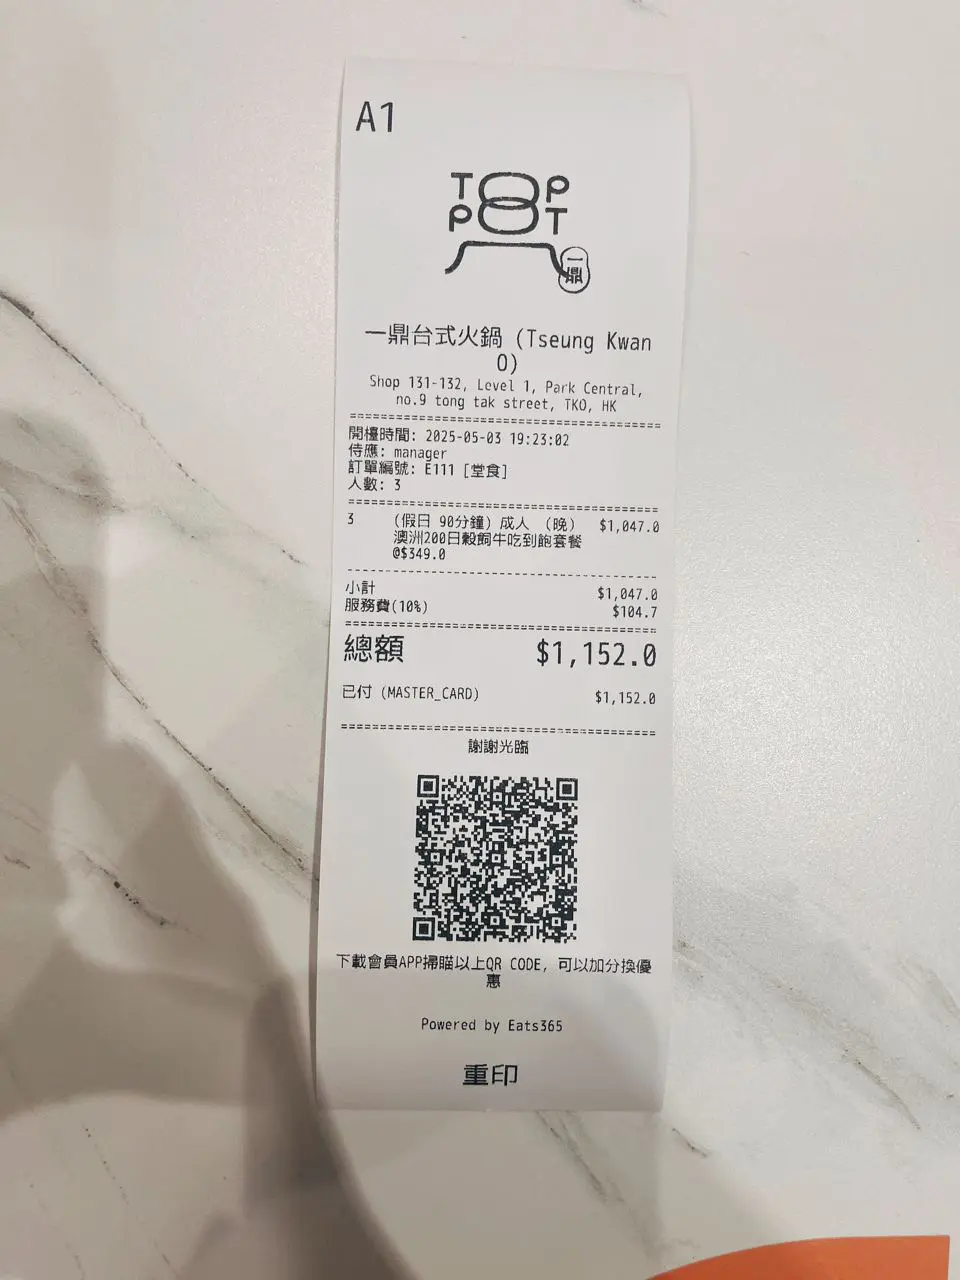 A1
TOP
POT
一鼎
一鼎台式火鍋 (Tseung Kwan
O)
Shop 131-132, Level 1, Park Central,
no.9 tong tak street, TKO, HK
開檯時間: 2025-05-03 19:23:02
侍應: manager
訂單編號: E111 [堂食]
人數: 3
3 (假日 90分鐘) 成人 (晚) $1,047.0
澳洲200日穀飼牛吃到飽套餐
@$349.0
小計 $1,047.0
服務費(10%) $104.7
總額 $1,152.0
已付 (MASTER_CARD) $1,152.0
謝謝光臨
下載會員APP掃瞄以上QR CODE, 可以加分換優
惠
Powered by Eats365
重印